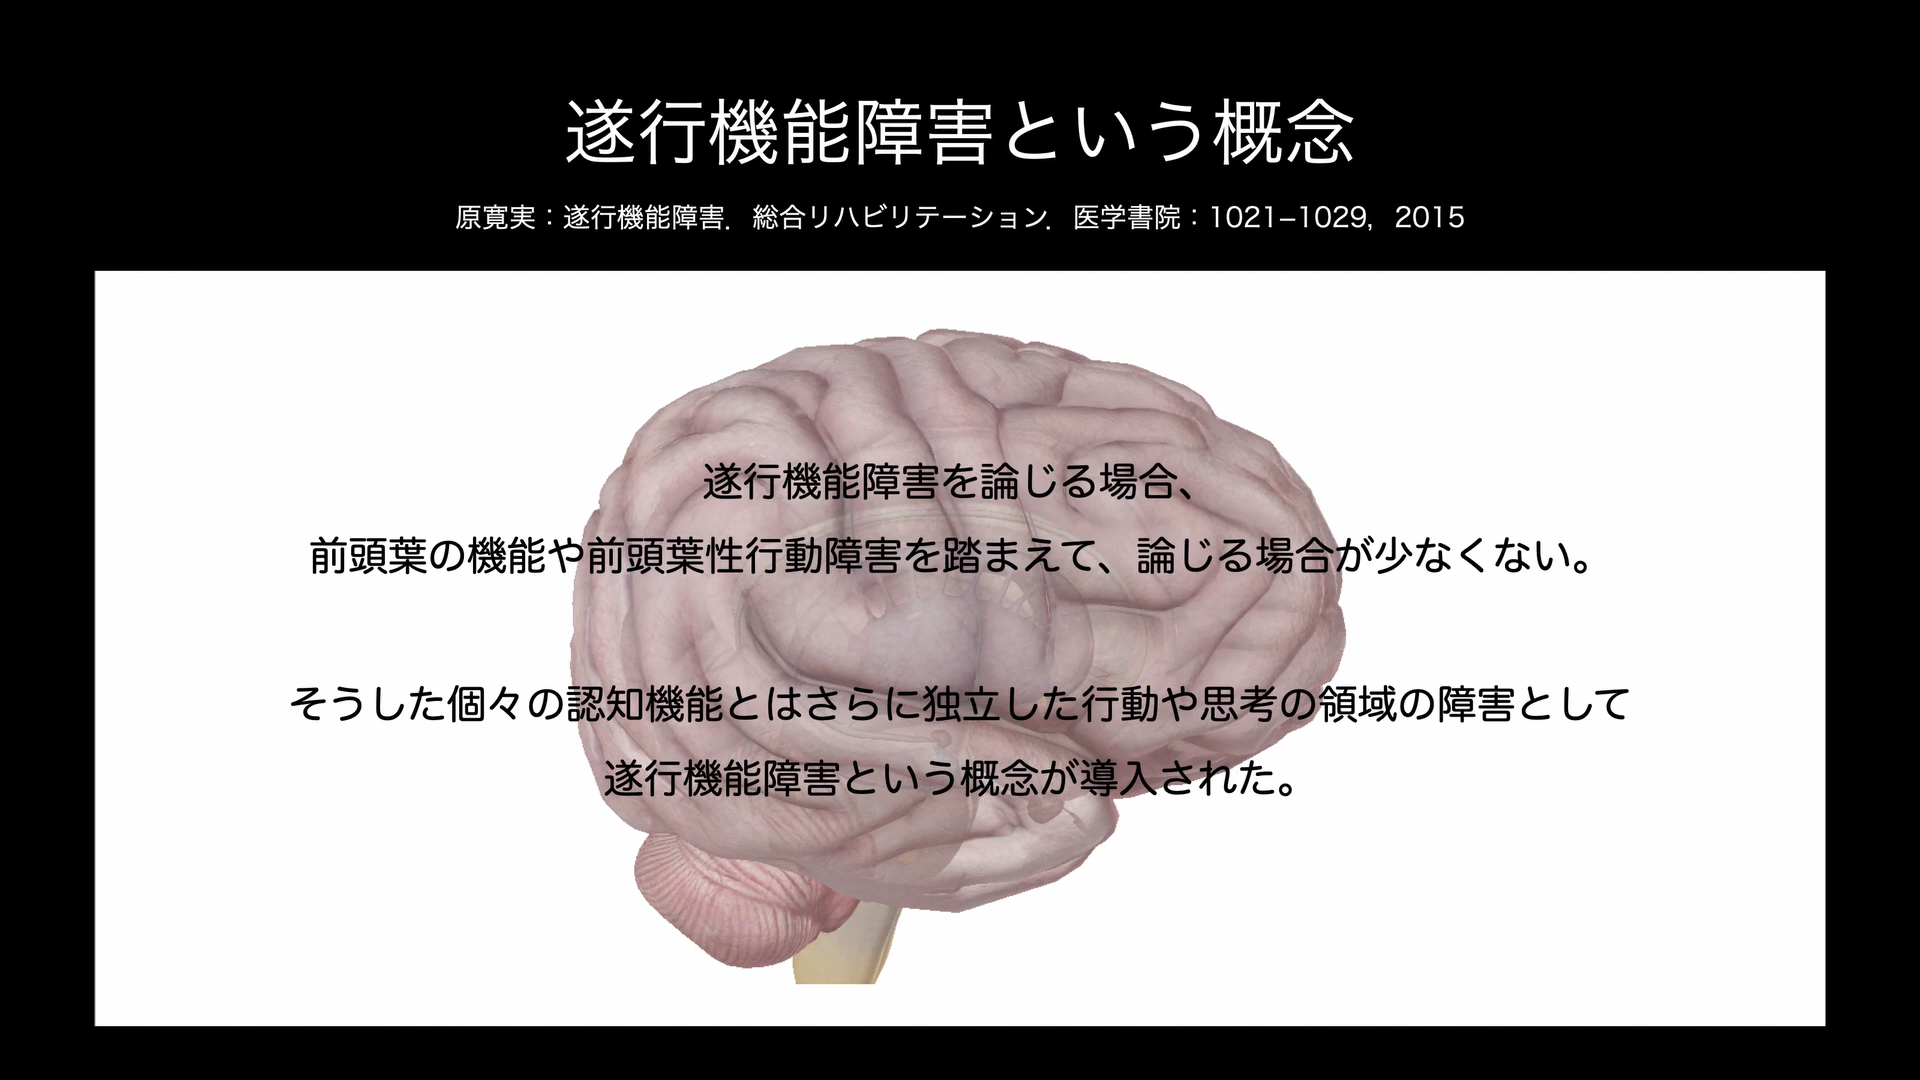 遂行機能障害という概念
原寛実：遂行機能障害．総合リハビリテーション．医学書院：1021–1029，2015
遂行機能障害を論じる場合、
前頭葉の機能や前頭葉性行動障害を踏まえて、論じる場合が少なくない。
そうした個々の認知機能とはさらに独立した行動や思考の領域の障害として
遂行機能障害という概念が導入された。